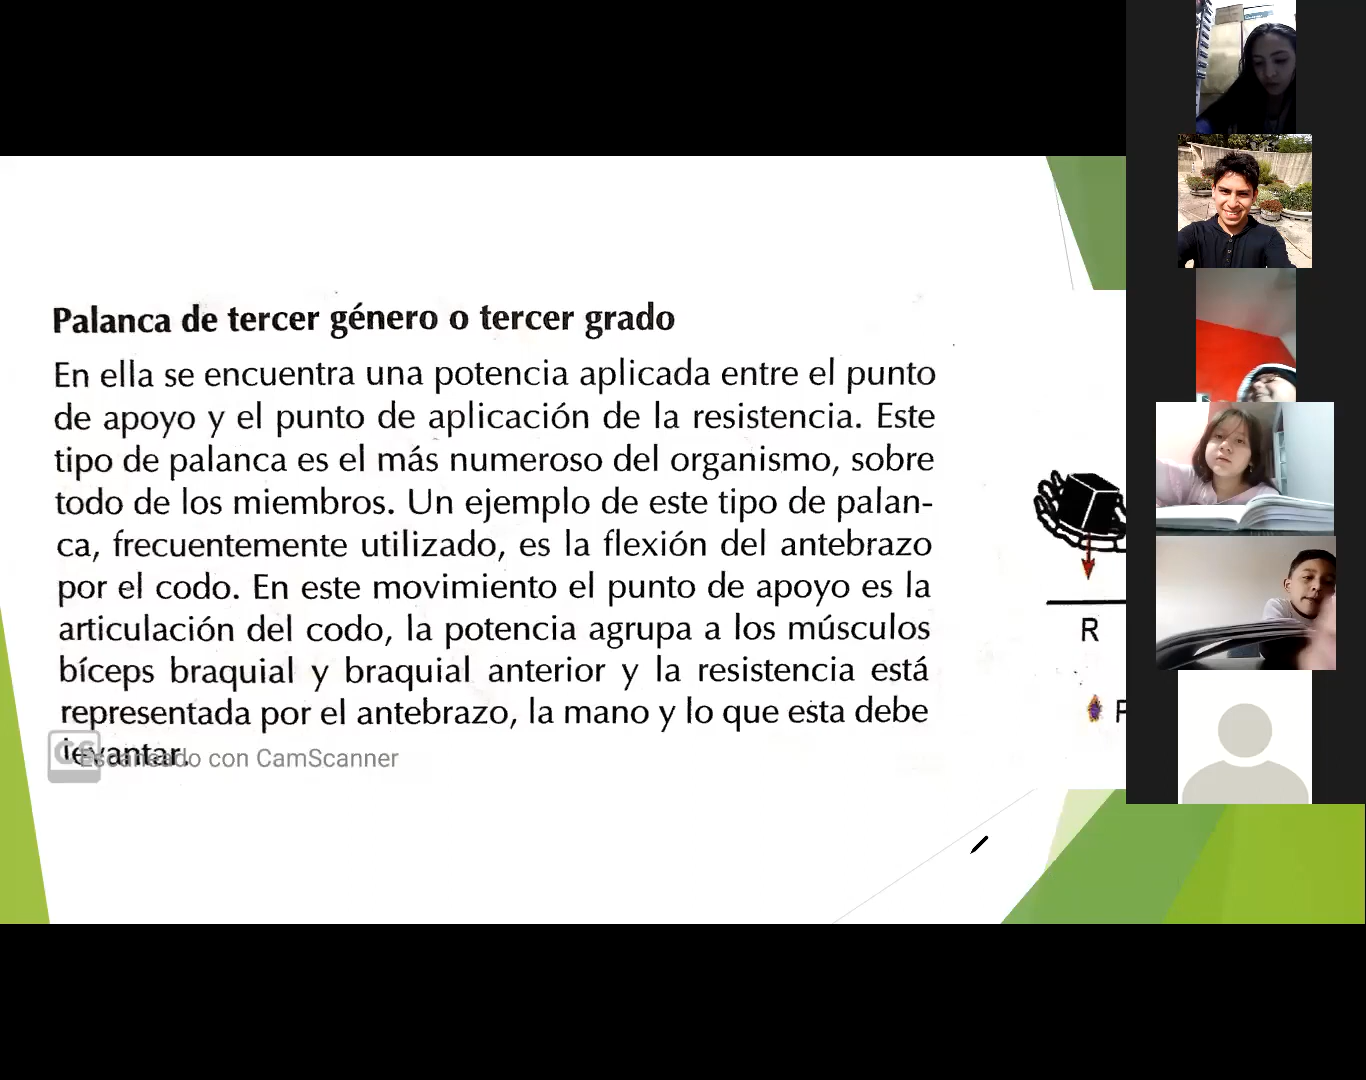 Palanca de tercer género o tercer grado
En ella se encuentra una potencia aplicada entre el punto
de apoyo y el punto de aplicación de la resistencia. Este
tipo de palanca es el más numeroso del organismo, sobre
todo de los miembros. Un ejemplo de este tipo de palan-
ca, frecuentemente utilizado, es la flexión del antebrazo
por el codo. En este movimiento el punto de apoyo es la
articulación del codo, la potencia agrupa a los músculos
bíceps braquial y braquial anterior y la resistencia está
representada por el antebrazo, la mano y lo que esta debe
levantar.
CS Escaneado con CamScanner
R